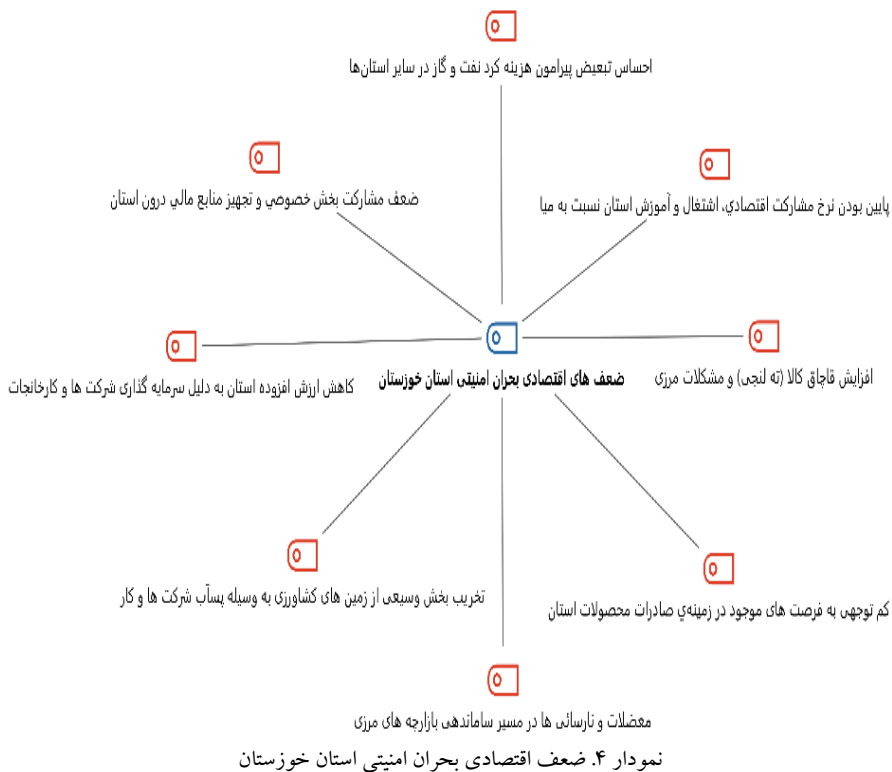 احساس تبعیض پیرامون هزینه کرد نفت و گاز در سایر استان‌ها
ضعف مشارکت بخش خصوصي و تجهیز منابع مالي درون استان
پایین بودن نرخ مشارکت اقتصادي، اشتغال و آموزش استان نسبت به میا
ضعف های اقتصادی بحران امنیتی استان خوزستان
افزایش قاچاق کالا (ته لنجی) و مشکلات مرزی
کاهش ارزش افزوده استان به دلیل سرمایه گذاری شرکت ها و کارخانجات
تخریب بخش وسیعی از زمین های کشاورزی به وسیله پسآب شرکت ها و کار
کم توجهی به فرصت های موجود در زمینه‌ي صادرات محصولات استان
معضلات و نارسائی ها در مسیر ساماندهی بازارچه های مرزی
نمودار ۴. ضعف اقتصادی بحران امنیتی استان خوزستان